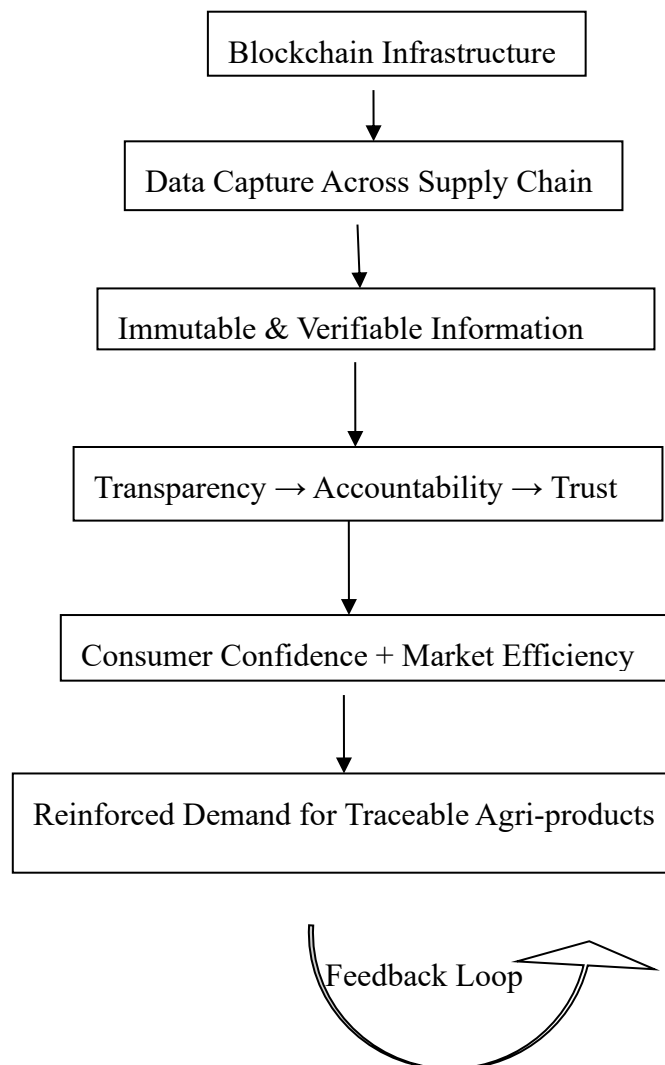 Blockchain Infrastructure
Data Capture Across Supply Chain
Immutable & Verifiable Information
Transparency → Accountability → Trust
Consumer Confidence + Market Efficiency
Reinforced Demand for Traceable Agri-products
Feedback Loop